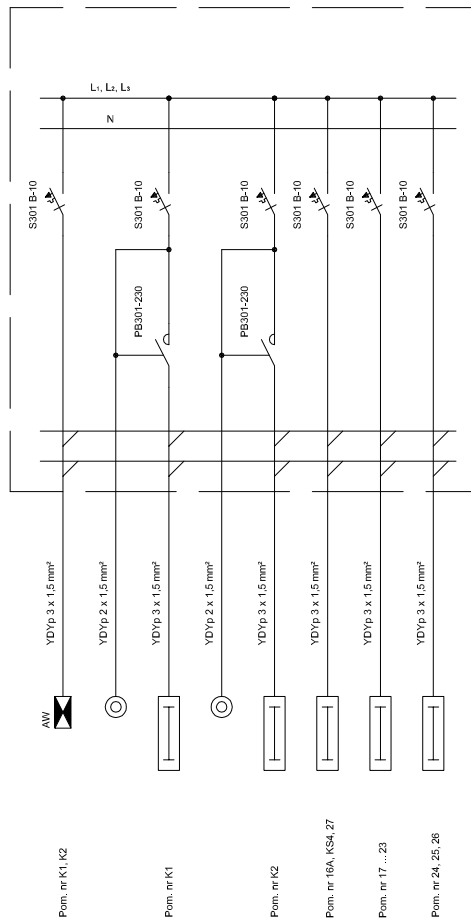 L₁, L₂, L₃
N
S301 B-10
S301 B-10
S301 B-10
S301 B-10
S301 B-10
S301 B-10
PB301-230
PB301-230
YDYp 3 x 1,5 mm²
YDYp 2 x 1,5 mm²
YDYp 3 x 1,5 mm²
YDYp 2 x 1,5 mm²
YDYp 3 x 1,5 mm²
YDYp 3 x 1,5 mm²
YDYp 3 x 1,5 mm²
YDYp 3 x 1,5 mm²
AW
Pom. nr K1, K2
Pom. nr K1
Pom. nr K2
Pom. nr 16A, KS4, 27
Pom. nr 17 ... 23
Pom. nr 24, 25, 26